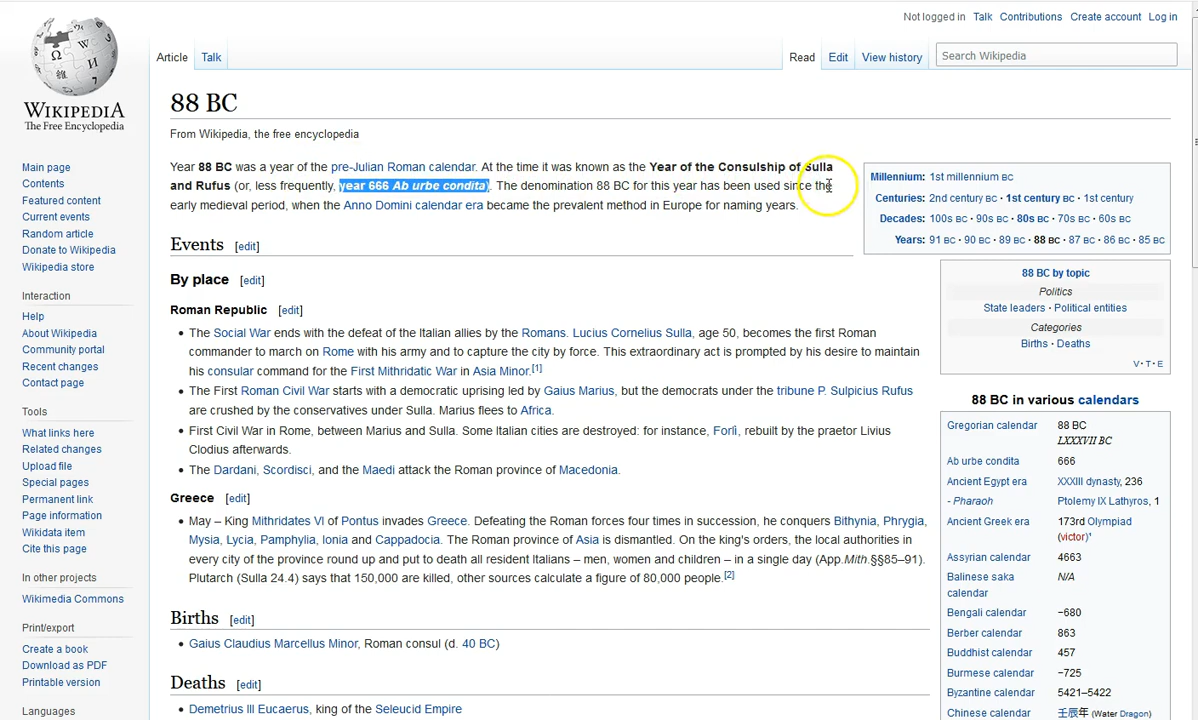 Not logged in Talk Contributions Create account Log in
WIKIPEDIA
The Free Encyclopedia
Article Talk Read Edit View history Search Wikipedia
88 BC
From Wikipedia, the free encyclopedia
Year 88 BC was a year of the pre-Julian Roman calendar. At the time it was known as the Year of the Consulship of Sulla
and Rufus (or, less frequently, year 666 Ab urbe condita). The denomination 88 BC for this year has been used since the
early medieval period, when the Anno Domini calendar era became the prevalent method in Europe for naming years.
Events [edit]
By place [edit]
Roman Republic [edit]
• The Social War ends with the defeat of the Italian allies by the Romans. Lucius Cornelius Sulla, age 50, becomes the first Roman
commander to march on Rome with his army and to capture the city by force. This extraordinary act is prompted by his desire to maintain
his consular command for the First Mithridatic War in Asia Minor.[1]
• The First Roman Civil War starts with a democratic uprising led by Gaius Marius, but the democrats under the tribune P. Sulpicius Rufus
are crushed by the conservatives under Sulla. Marius flees to Africa.
• First Civil War in Rome, between Marius and Sulla. Some Italian cities are destroyed: for instance, Forlì, rebuilt by the praetor Livius
Clodius afterwards.
• The Dardani, Scordisci, and the Maedi attack the Roman province of Macedonia.
Greece [edit]
• May – King Mithridates VI of Pontus invades Greece. Defeating the Roman forces four times in succession, he conquers Bithynia, Phrygia,
Mysia, Lycia, Pamphylia, Ionia and Cappadocia. The Roman province of Asia is dismantled. On the king's orders, the local authorities in
every city of the province round up and put to death all resident Italians – men, women and children – in a single day (App.Mith.§§85–91).
Plutarch (Sulla 24.4) says that 150,000 are killed, other sources calculate a figure of 80,000 people.[2]
Births [edit]
• Gaius Claudius Marcellus Minor, Roman consul (d. 40 BC)
Deaths [edit]
• Demetrius III Eucaerus, king of the Seleucid Empire
Main page
Contents
Featured content
Current events
Random article
Donate to Wikipedia
Wikipedia store
Interaction
Help
About Wikipedia
Community portal
Recent changes
Contact page
Tools
What links here
Related changes
Upload file
Special pages
Permanent link
Page information
Wikidata item
Cite this page
In other projects
Wikimedia Commons
Print/export
Create a book
Download as PDF
Printable version
Languages
Millennium: 1st millennium BC
Centuries: 2nd century BC · 1st century BC · 1st century
Decades: 100s BC · 90s BC · 80s BC · 70s BC · 60s BC
Years: 91 BC · 90 BC · 89 BC · 88 BC · 87 BC · 86 BC · 85 BC
88 BC by topic
Politics
State leaders · Political entities
Categories
Births · Deaths
V · T · E
88 BC in various calendars
Gregorian calendar 88 BC
LXXXVII BC
Ab urbe condita 666
Ancient Egypt era XXXIII dynasty, 236
- Pharaoh Ptolemy IX Lathyros, 1
Ancient Greek era 173rd Olympiad
(victor)¹
Assyrian calendar 4663
Balinese saka N/A
calendar
Bengali calendar −680
Berber calendar 863
Buddhist calendar 457
Burmese calendar −725
Byzantine calendar 5421–5422
Chinese calendar 壬辰年 (Water Dragon)